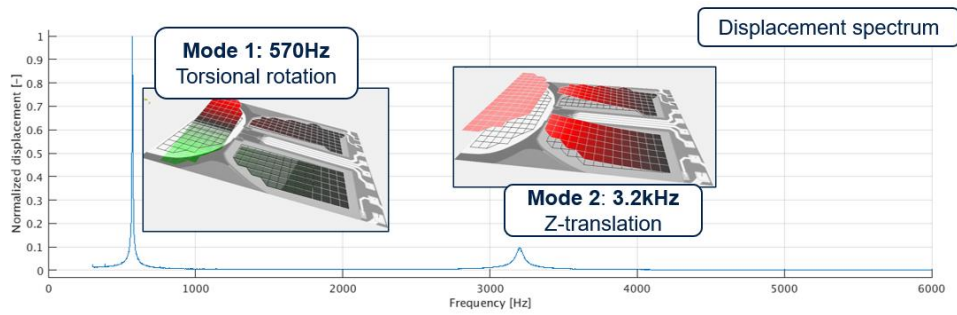 Displacement spectrum
Mode 1: 570Hz
Torsional rotation
Mode 2: 3.2kHz
Z-translation
Normalized displacement [-]
1
0.9
0.8
0.7
0.6
0.5
0.4
0.3
0.2
0.1
0
0 1000 2000 3000 4000 5000 6000
Frequency [Hz]